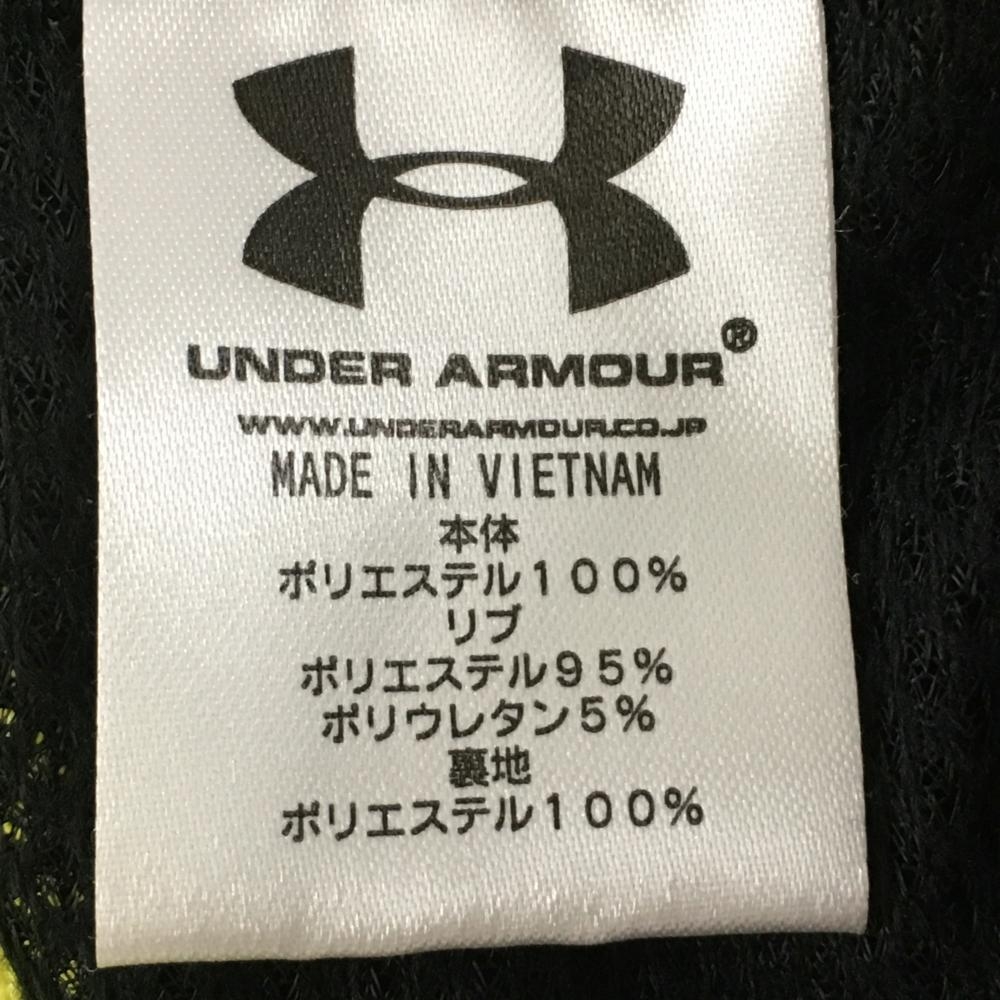 UNDER ARMOUR®
WWW.UNDERARMOUR.CO.JP
MADE IN VIETNAM
本体
ポリエステル１００％
リブ
ポリエステル９５％
ポリウレタン５％
裏地
ポリエステル１００％